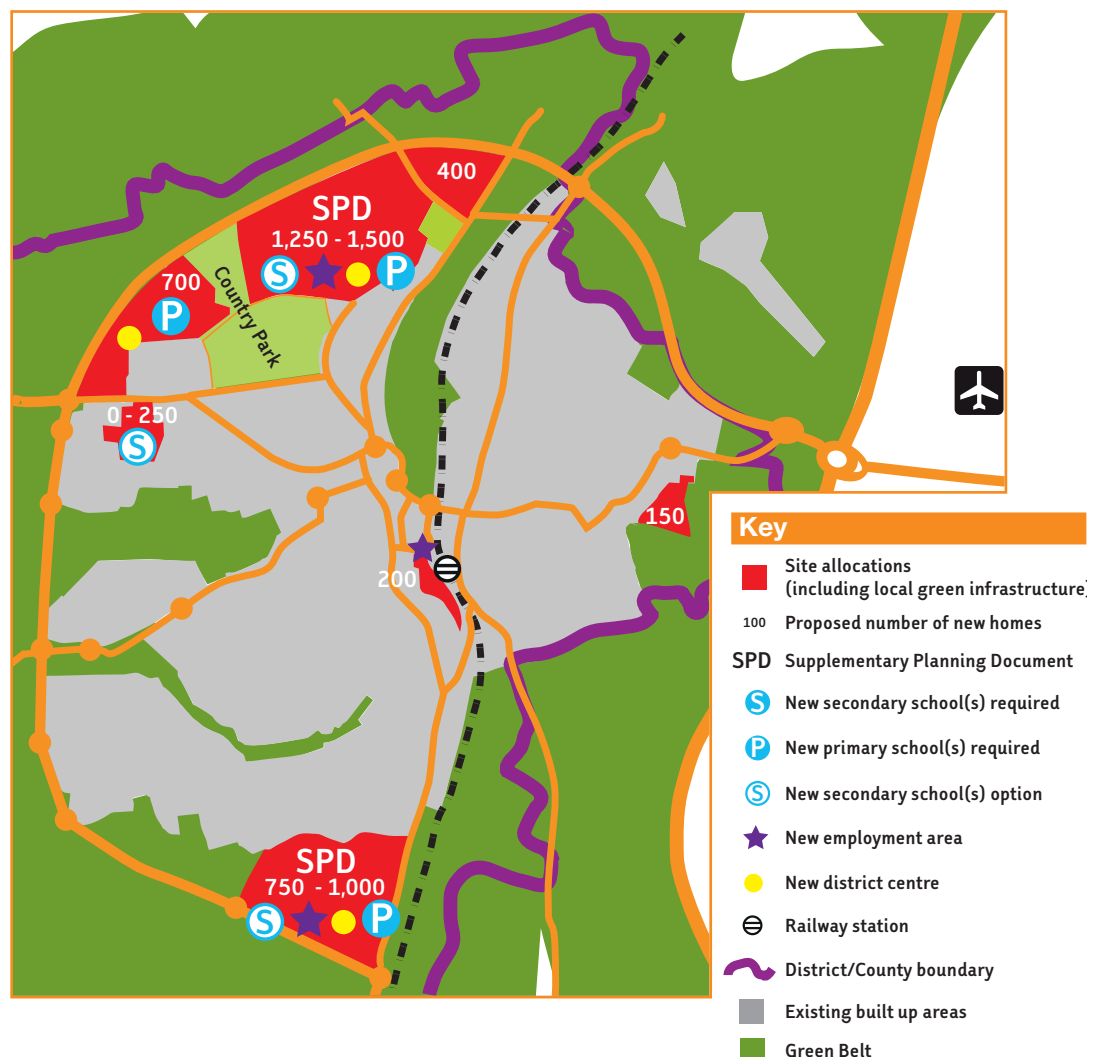 400
SPD
1,250 - 1,500
S
P
700
P
Country Park
0 - 250
S
150
200
SPD
750 - 1,000
S
P
Key
Site allocations
(including local green infrastructure)
100 Proposed number of new homes
SPD Supplementary Planning Document
S New secondary school(s) required
P New primary school(s) required
S New secondary school(s) option
New employment area
New district centre
Railway station
District/County boundary
Existing built up areas
Green Belt